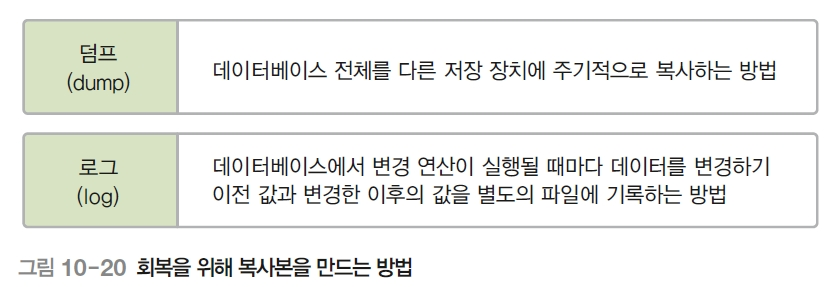 덤프
(dump)
데이터베이스 전체를 다른 저장 장치에 주기적으로 복사하는 방법
로그
(log)
데이터베이스에서 변경 연산이 실행될 때마다 데이터를 변경하기
이전 값과 변경한 이후의 값을 별도의 파일에 기록하는 방법
그림 10-20 회복을 위해 복사본을 만드는 방법